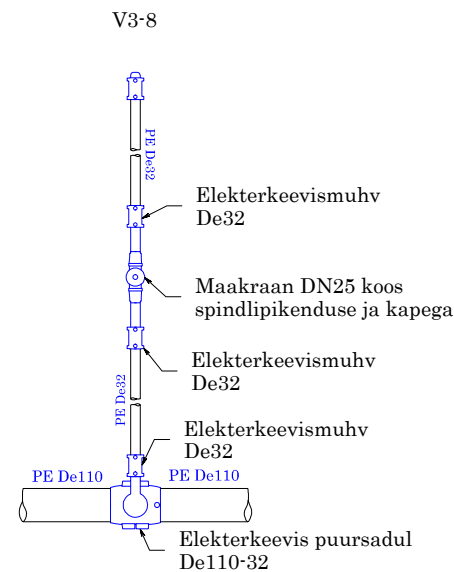 V3-8
PE De32
Elekterkeevismuhv
De32
Maakraan DN25 koos
spindlipikenduse ja kapega
Elekterkeevismuhv
De32
PE De32
Elekterkeevismuhv
De32
PE De110
PE De110
Elekterkeevis puursadul
De110-32